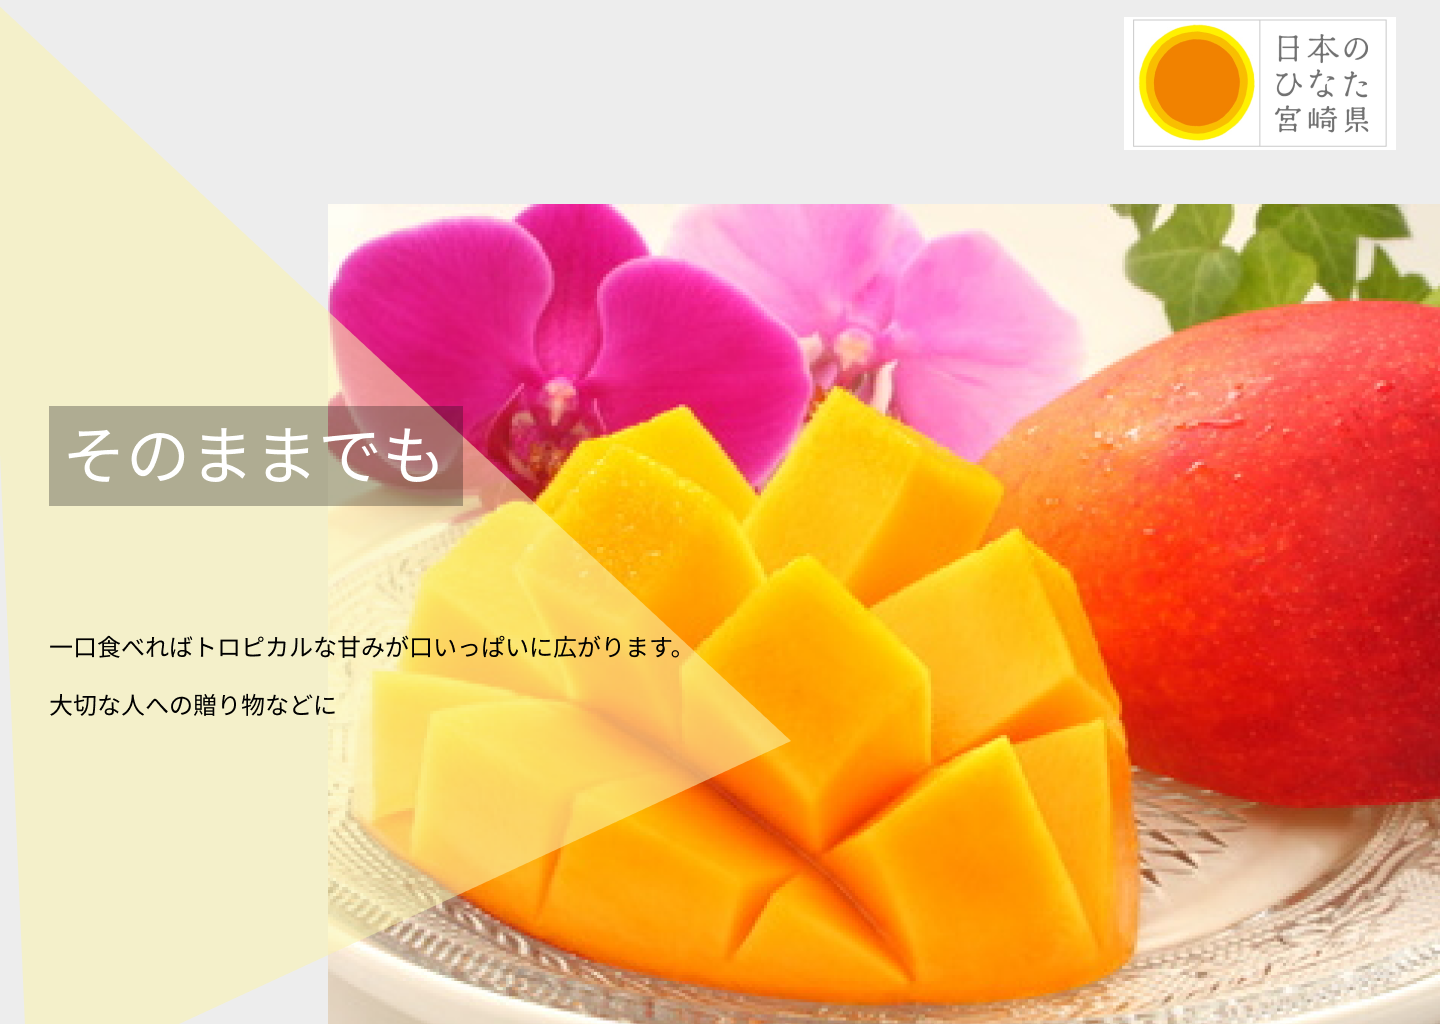 日本の
ひなた
宮崎県
そのままでも
一口食べればトロピカルな甘みが口いっぱいに広がります。
大切な人への贈り物などに